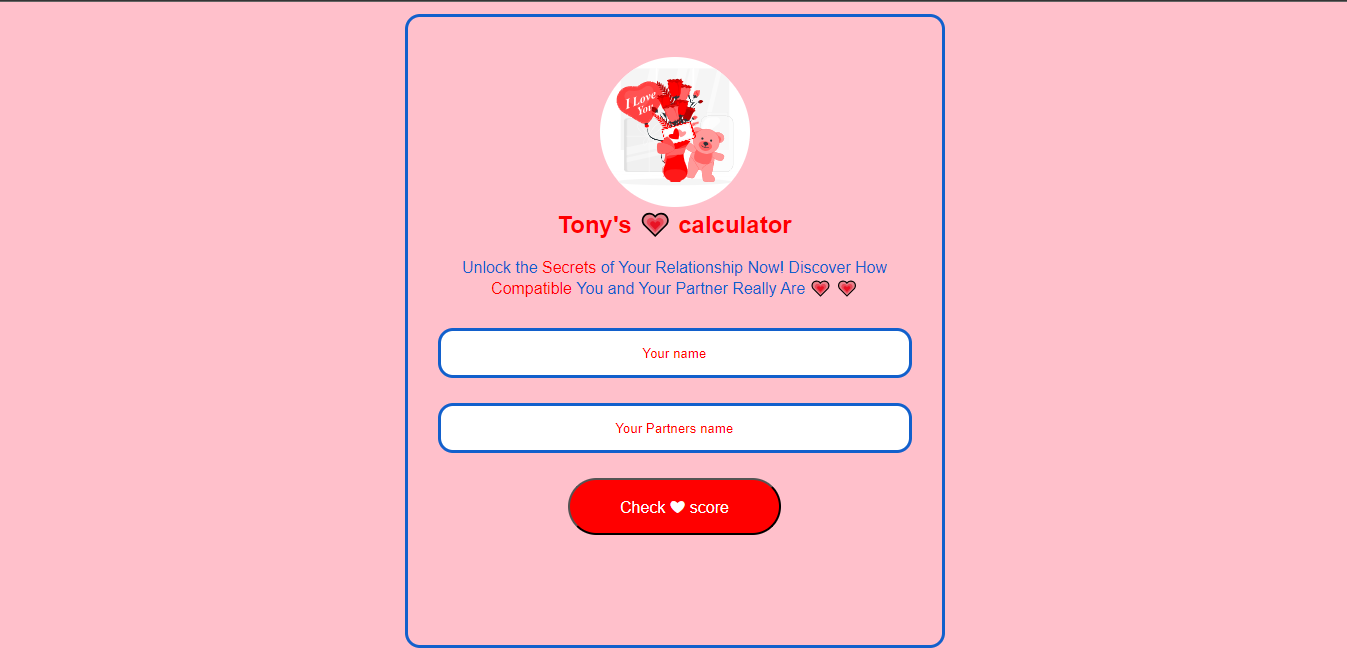 I Love
You
Tony's 💗 calculator
Unlock the Secrets of Your Relationship Now! Discover How
Compatible You and Your Partner Really Are 💗 💗
Your name
Your Partners name
Check ❤ score